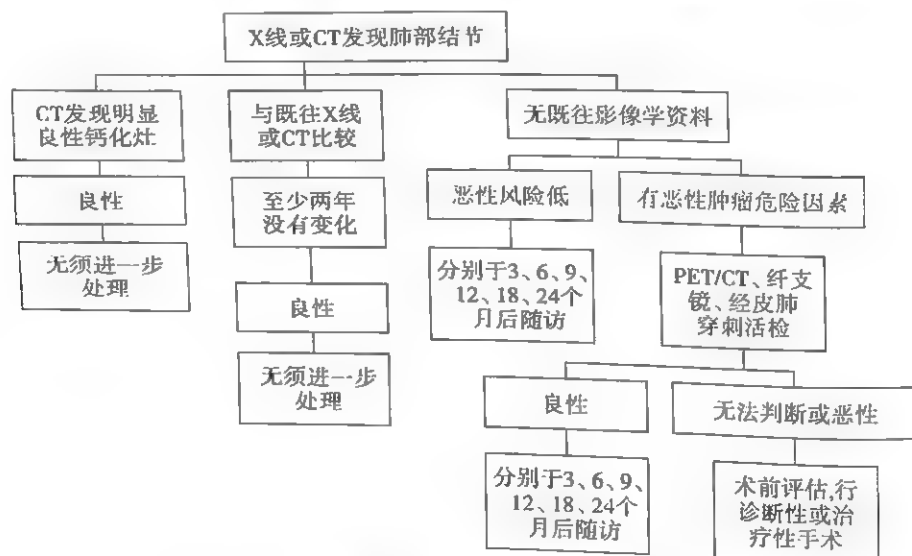 X线或CT发现肺部结节
CT发现明显
良性钙化灶
与既往X线
或CT比较
无既往影像学资料
良性
至少两年
没有变化
恶性风险低
有恶性肿瘤危险因素
无须进一步
处理
良性
分别于3、6、9、
12、18、24个
月后随访
PET/CT、纤支
镜、经皮肺
穿刺活检
无须进一步
处理
良性
无法判断或恶性
分别于3、6、9、
12、18、24个
月后随访
术前评估,行
诊断性或治
疗性手术